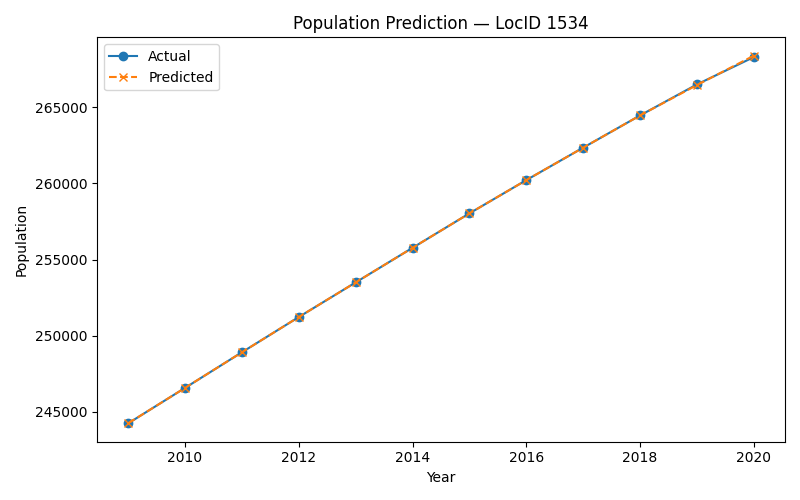 Population Prediction — LocID 1534
Actual
Predicted
Population
265000
260000
255000
250000
245000
2010 2012 2014 2016 2018 2020
Year